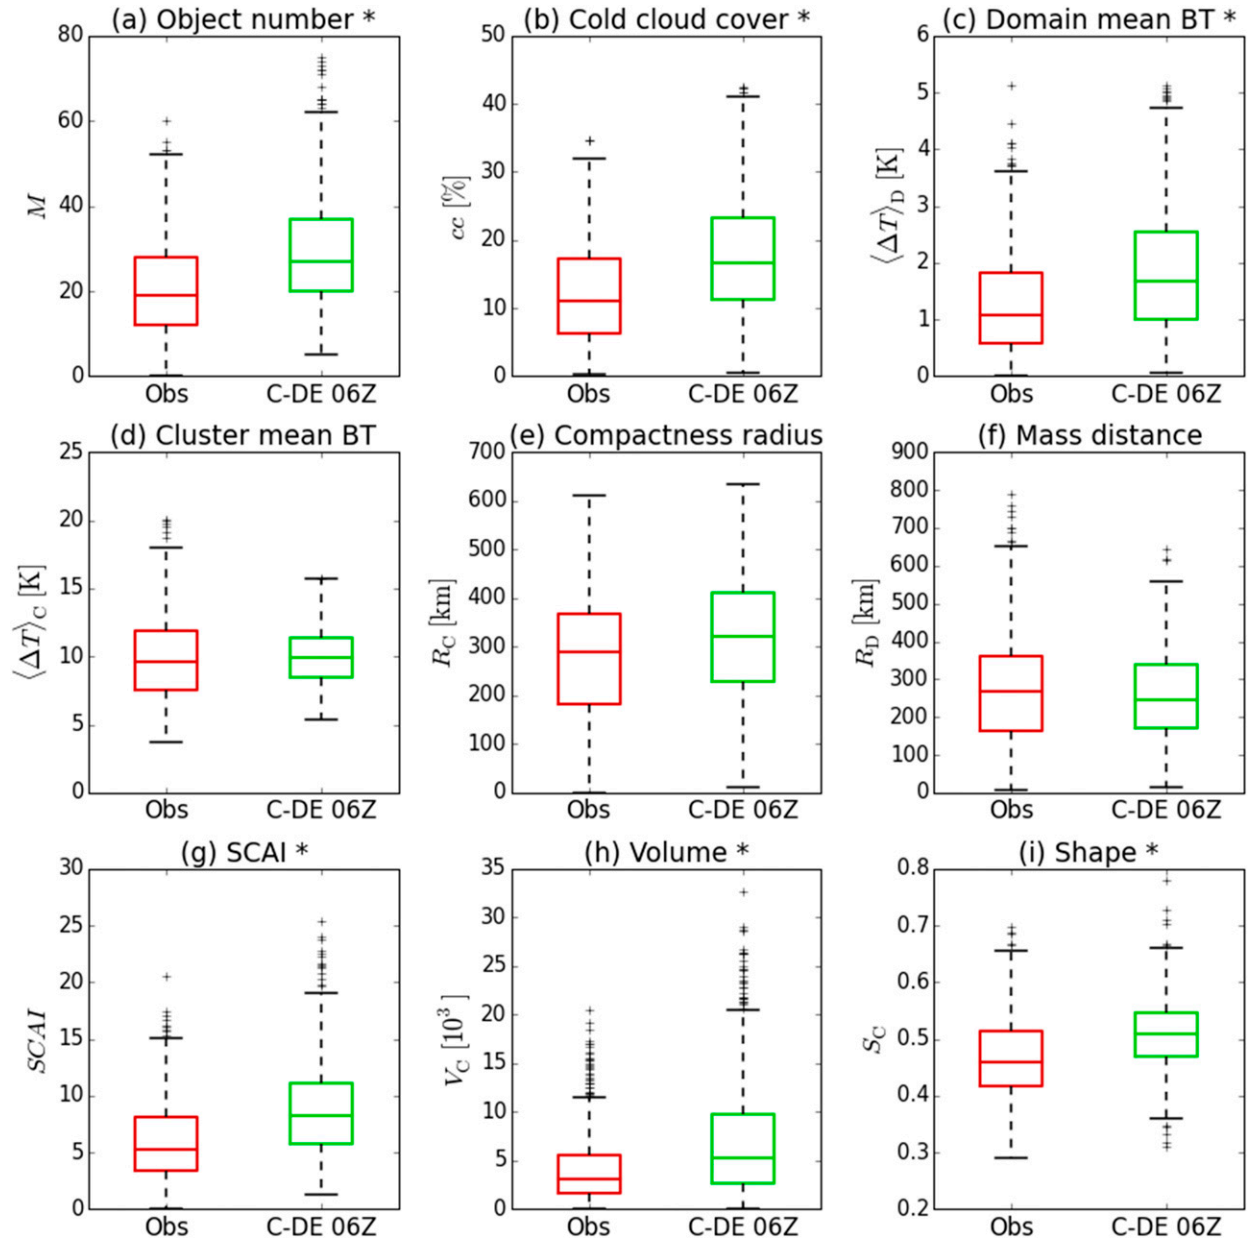 (a) Object number *
(b) Cold cloud cover *
(c) Domain mean BT *
80
60
40
20
0
M
Obs
C-DE 06Z
50
40
30
20
10
0
cc [%]
Obs
C-DE 06Z
6
5
4
3
2
1
0
⟨ΔT⟩D [K]
Obs
C-DE 06Z
(d) Cluster mean BT
(e) Compactness radius
(f) Mass distance
25
20
15
10
5
0
⟨ΔT⟩C [K]
Obs
C-DE 06Z
700
600
500
400
300
200
100
0
RC [km]
Obs
C-DE 06Z
900
800
700
600
500
400
300
200
100
0
RD [km]
Obs
C-DE 06Z
(g) SCAI *
(h) Volume *
(i) Shape *
30
25
20
15
10
5
0
SCAI
Obs
C-DE 06Z
35
30
25
20
15
10
5
0
VC [10³ ]
Obs
C-DE 06Z
0.8
0.7
0.6
0.5
0.4
0.3
0.2
SC
Obs
C-DE 06Z